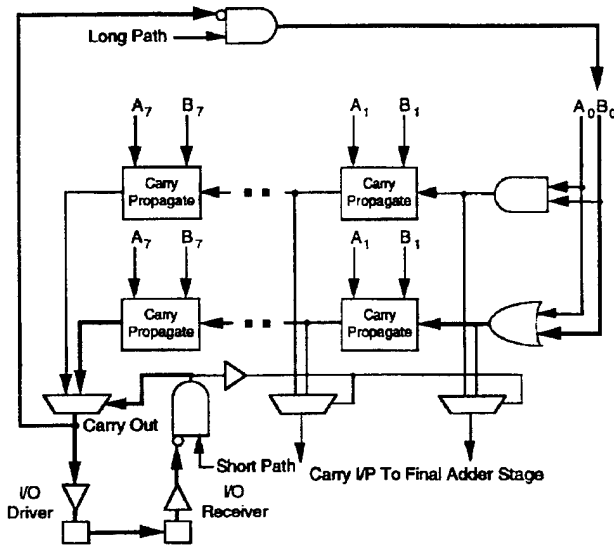 Long Path
A7 B7 A1 B1 A0 B0
Carry Propagate
Carry Propagate
A7 B7 A1 B1
Carry Propagate
Carry Propagate
Carry Out
Short Path
Carry I/P To Final Adder Stage
I/O Driver
I/O Receiver